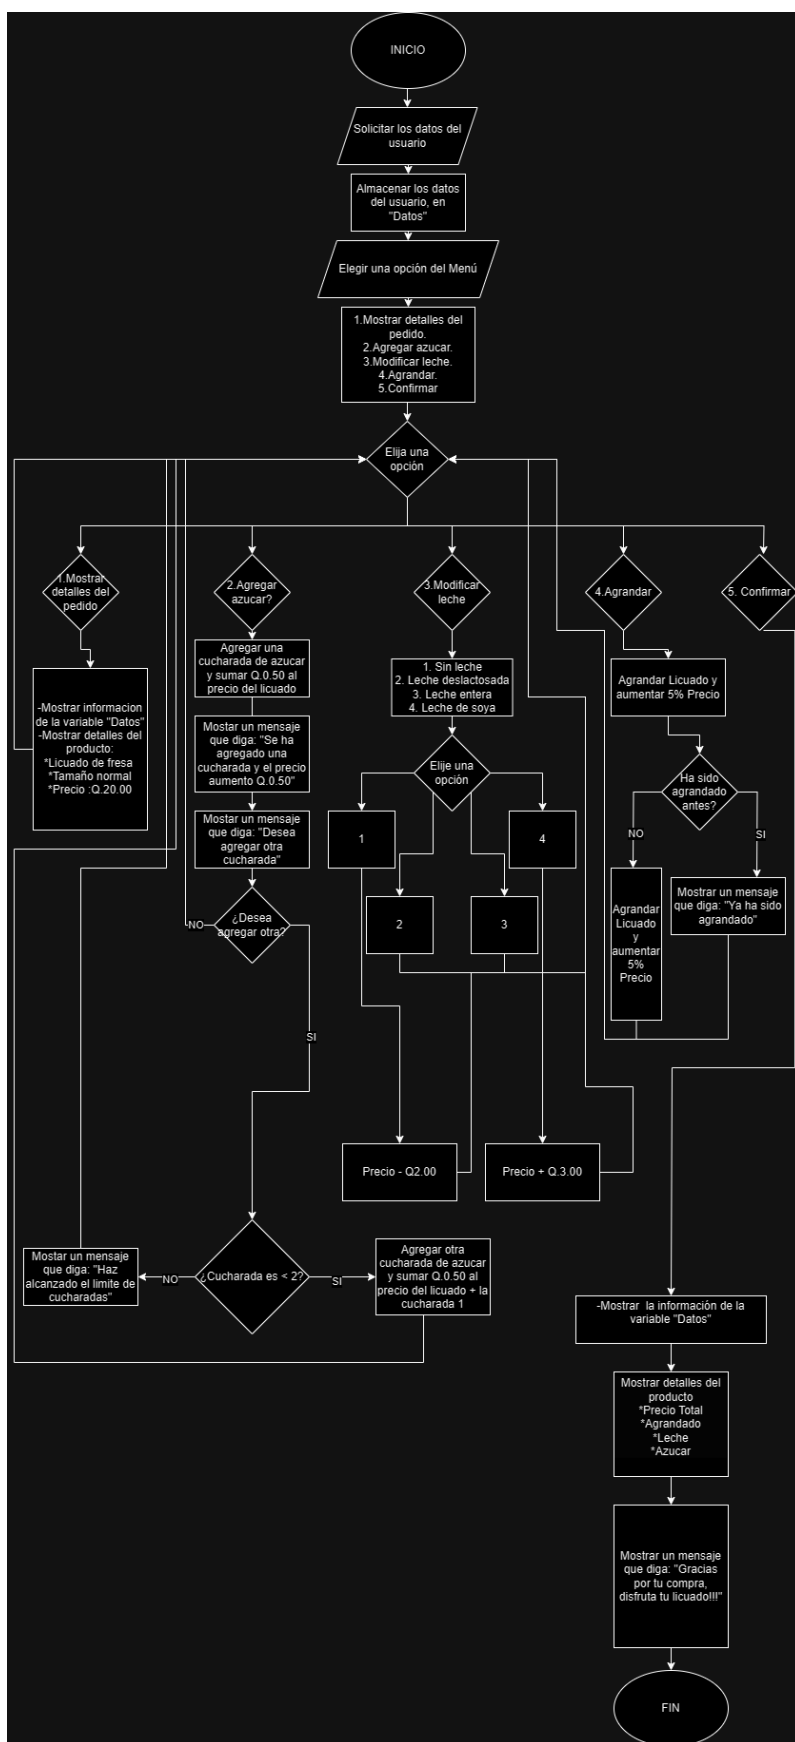 INICIO
Solicitar los datos del
usuario
Almacenar los datos
del usuario, en
"Datos"
Elegir una opción del Menú
1.Mostrar detalles del
pedido.
2.Agregar azucar.
3.Modificar leche.
4.Agrandar.
5.Confirmar
Elija una
opción
1.Mostrar
detalles del
pedido
2.Agregar
azucar?
3.Modificar
leche
4.Agrandar
5. Confirmar
-Mostrar informacion
de la variable "Datos"
-Mostrar detalles del
producto:
*Licuado de fresa
*Tamaño normal
*Precio :Q.20.00
Agregar una
cucharada de azucar
y sumar Q.0.50 al
precio del licuado
Mostar un mensaje
que diga: "Se ha
agregado una
cucharada y el precio
aumento Q.0.50"
Mostar un mensaje
que diga: "Desea
agregar otra
cucharada"
¿Desea
agregar otra?
NO
SI
1. Sin leche
2. Leche deslactosada
3. Leche entera
4. Leche de soya
Elije una
opción
1
4
2
3
Agrandar Licuado y
aumentar 5% Precio
Ha sido
agrandado
antes?
NO
SI
Agrandar
Licuado
y
aumentar
5%
Precio
Mostrar un mensaje
que diga: "Ya ha sido
agrandado"
Precio - Q2.00
Precio + Q.3.00
Mostar un mensaje
que diga: "Haz
alcanzado el limite de
cucharadas"
NO
¿Cucharada es < 2?
SI
Agregar otra
cucharada de azucar
y sumar Q.0.50 al
precio del licuado + la
cucharada 1
-Mostrar la información de la
variable "Datos"
Mostrar detalles del
producto
*Precio Total
*Agrandado
*Leche
*Azucar
Mostrar un mensaje
que diga: "Gracias
por tu compra,
disfruta tu licuado!!!"
FIN